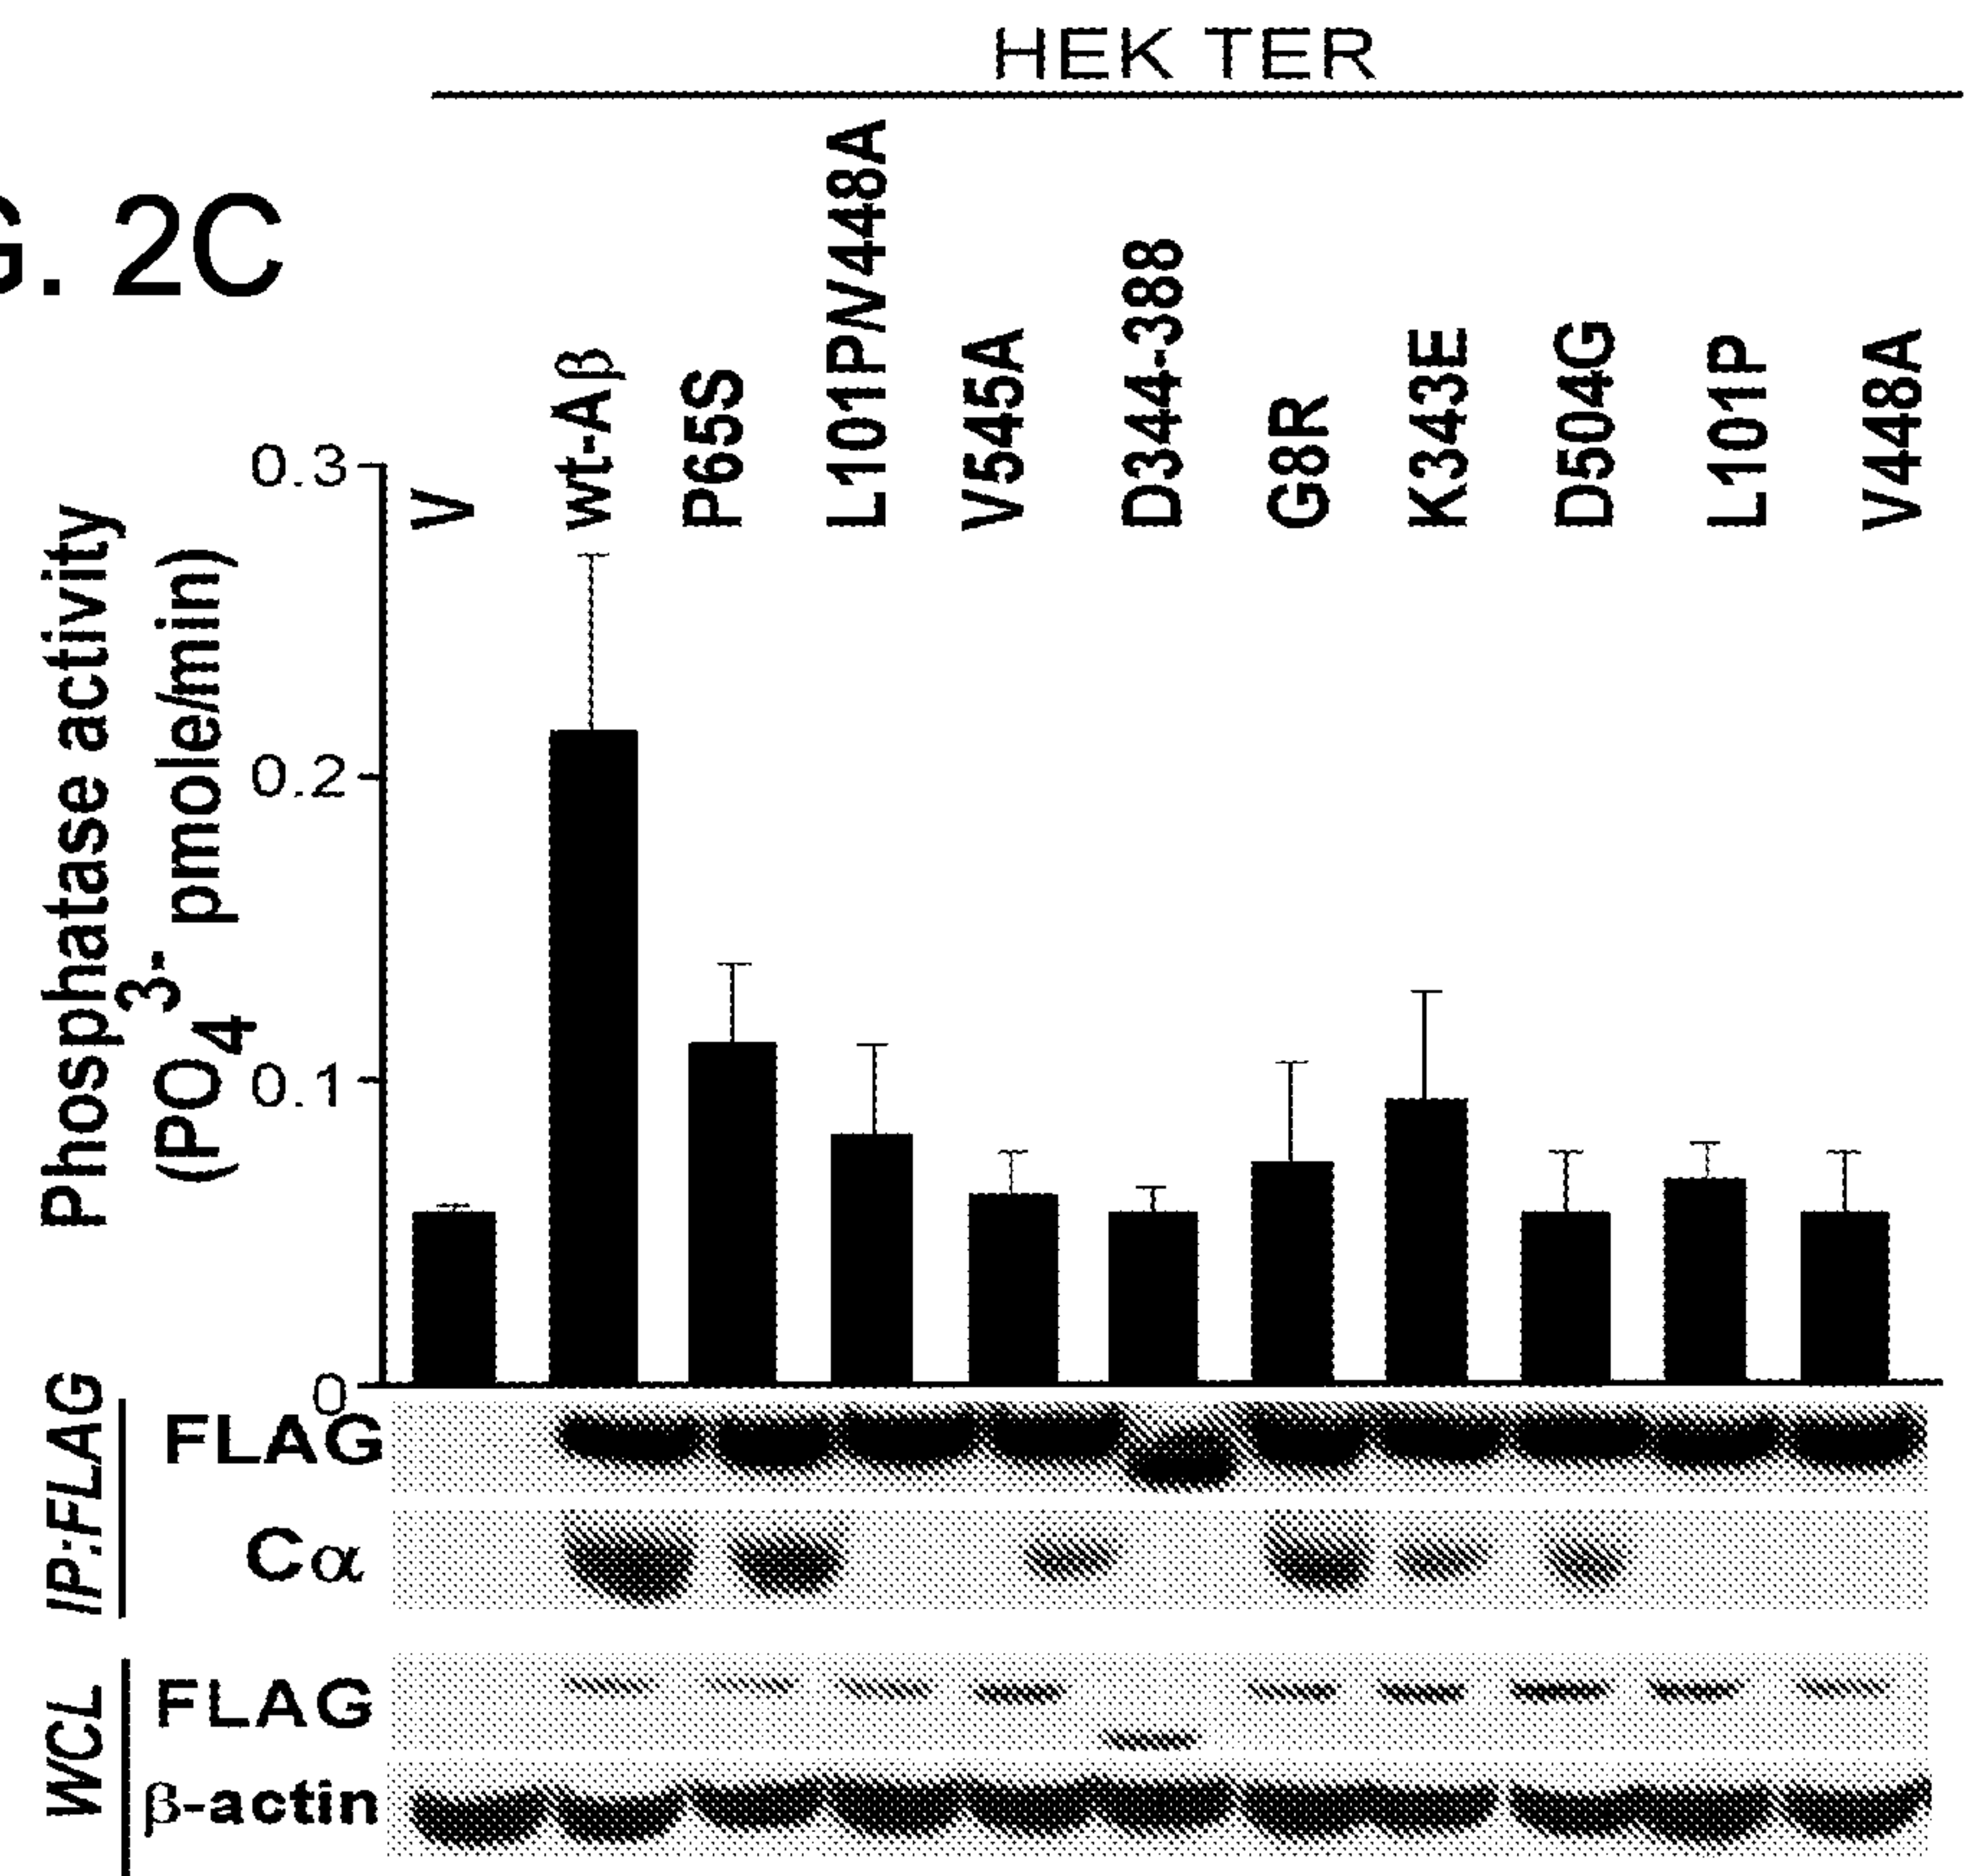 HEK TER
G. 2C
V
wt-Aβ
P65S
L101P/V448A
V545A
D344-388
G8R
K343E
D504G
L101P
V448A
Phosphatase activity
(PO4 3- pmole/min)
0.3
0.2
0.1
0
IP:FLAG
FLAG
Cα
WCL
FLAG
β-actin